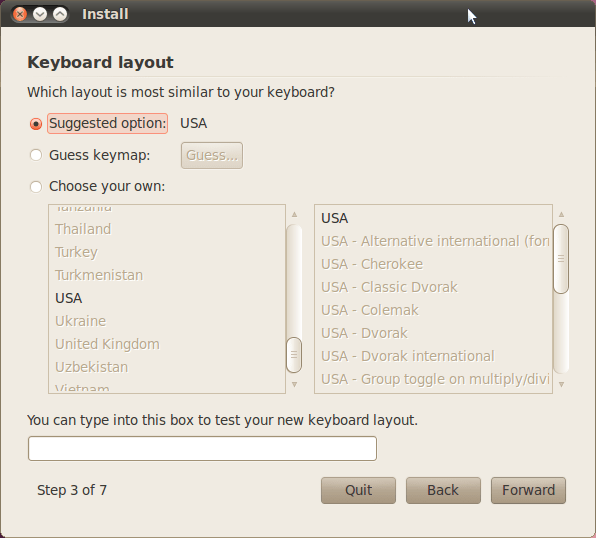 Install
Keyboard layout
Which layout is most similar to your keyboard?
Suggested option: USA
Guess keymap: Guess...
Choose your own:
Tanzania
Thailand
Turkey
Turkmenistan
USA
Ukraine
United Kingdom
Uzbekistan
Vietnam
USA
USA - Alternative international (fon
USA - Cherokee
USA - Classic Dvorak
USA - Colemak
USA - Dvorak
USA - Dvorak international
USA - Group toggle on multiply/divi
You can type into this box to test your new keyboard layout.
Step 3 of 7
Quit Back Forward